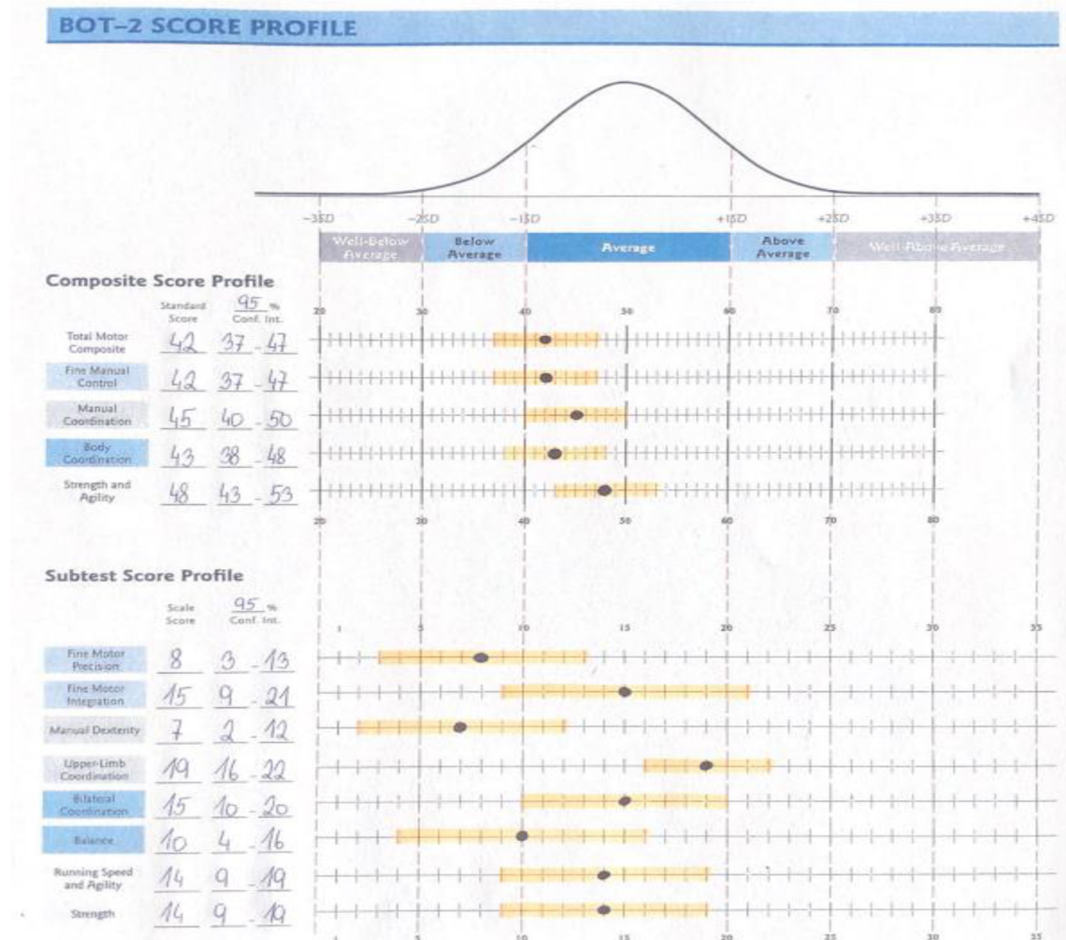 BOT–2 SCORE PROFILE
−3SD −2SD −1SD +1SD +2SD +3SD +4SD
Well-Below Average Below Average Average Above Average Well-Above Average
Composite Score Profile
Standard Score 95 % Conf. Int.
20 30 40 50 60 70 80
Total Motor Composite 42 37 - 47
Fine Manual Control 42 37 - 47
Manual Coordination 45 40 - 50
Body Coordination 43 38 - 48
Strength and Agility 48 43 - 53
20 30 40 50 60 70 80
Subtest Score Profile
Scale Score 95 % Conf. Int.
1 5 10 15 20 25 30 35
Fine Motor Precision 8 3 - 13
Fine Motor Integration 15 9 - 21
Manual Dexterity 7 2 - 12
Upper-Limb Coordination 19 16 - 22
Bilateral Coordination 15 10 - 20
Balance 10 4 - 16
Running Speed and Agility 14 9 - 19
Strength 14 9 - 19
1 5 10 15 20 25 30 35